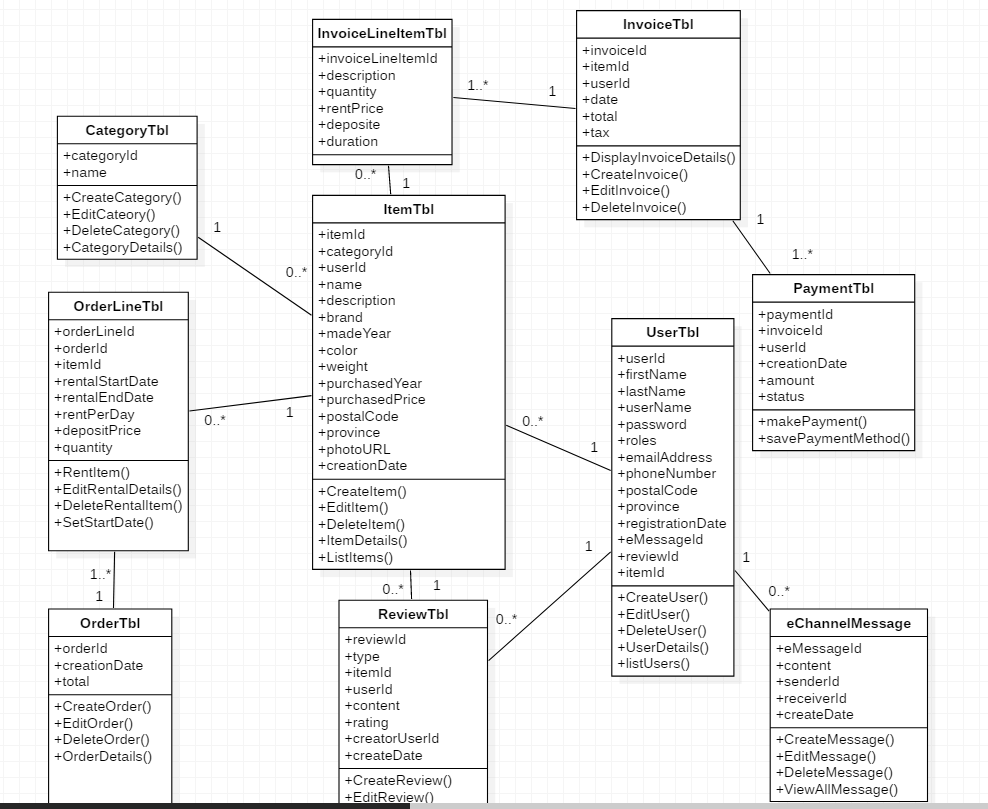 InvoiceLineItemTbl
+invoiceLineItemId
+description
+quantity
+rentPrice
+deposite
+duration
InvoiceTbl
+invoiceId
+itemId
+userId
+date
+total
+tax
+DisplayInvoiceDetails()
+CreateInvoice()
+EditInvoice()
+DeleteInvoice()
1..*
1
CategoryTbl
+categoryId
+name
+CreateCategory()
+EditCateory()
+DeleteCategory()
+CategoryDetails()
0..*
1
1
0..*
ItemTbl
+itemId
+categoryId
+userId
+name
+description
+brand
+madeYear
+color
+weight
+purchasedYear
+purchasedPrice
+postalCode
+province
+photoURL
+creationDate
+CreateItem()
+EditItem()
+DeleteItem()
+ItemDetails()
+ListItems()
1
1..*
PaymentTbl
+paymentId
+invoiceId
+userId
+creationDate
+amount
+status
+makePayment()
+savePaymentMethod()
OrderLineTbl
+orderLineId
+orderId
+itemId
+rentalStartDate
+rentalEndDate
+rentPerDay
+depositPrice
+quantity
+RentItem()
+EditRentalDetails()
+DeleteRentalItem()
+SetStartDate()
0..*
1
UserTbl
+userId
+firstName
+lastName
+userName
+password
+roles
+emailAddress
+phoneNumber
+postalCode
+province
+registrationDate
+eMessageId
+reviewId
+itemId
+CreateUser()
+EditUser()
+DeleteUser()
+UserDetails()
+listUsers()
0..*
1
1..*
1
OrderTbl
+orderId
+creationDate
+total
+CreateOrder()
+EditOrder()
+DeleteOrder()
+OrderDetails()
0..*
1
ReviewTbl
+reviewId
+type
+itemId
+userId
+content
+rating
+creatorUserId
+createDate
+CreateReview()
+EditReview()
1
0..*
1
0..*
eChannelMessage
+eMessageId
+content
+senderId
+receiverId
+createDate
+CreateMessage()
+EditMessage()
+DeleteMessage()
+ViewAllMessage()